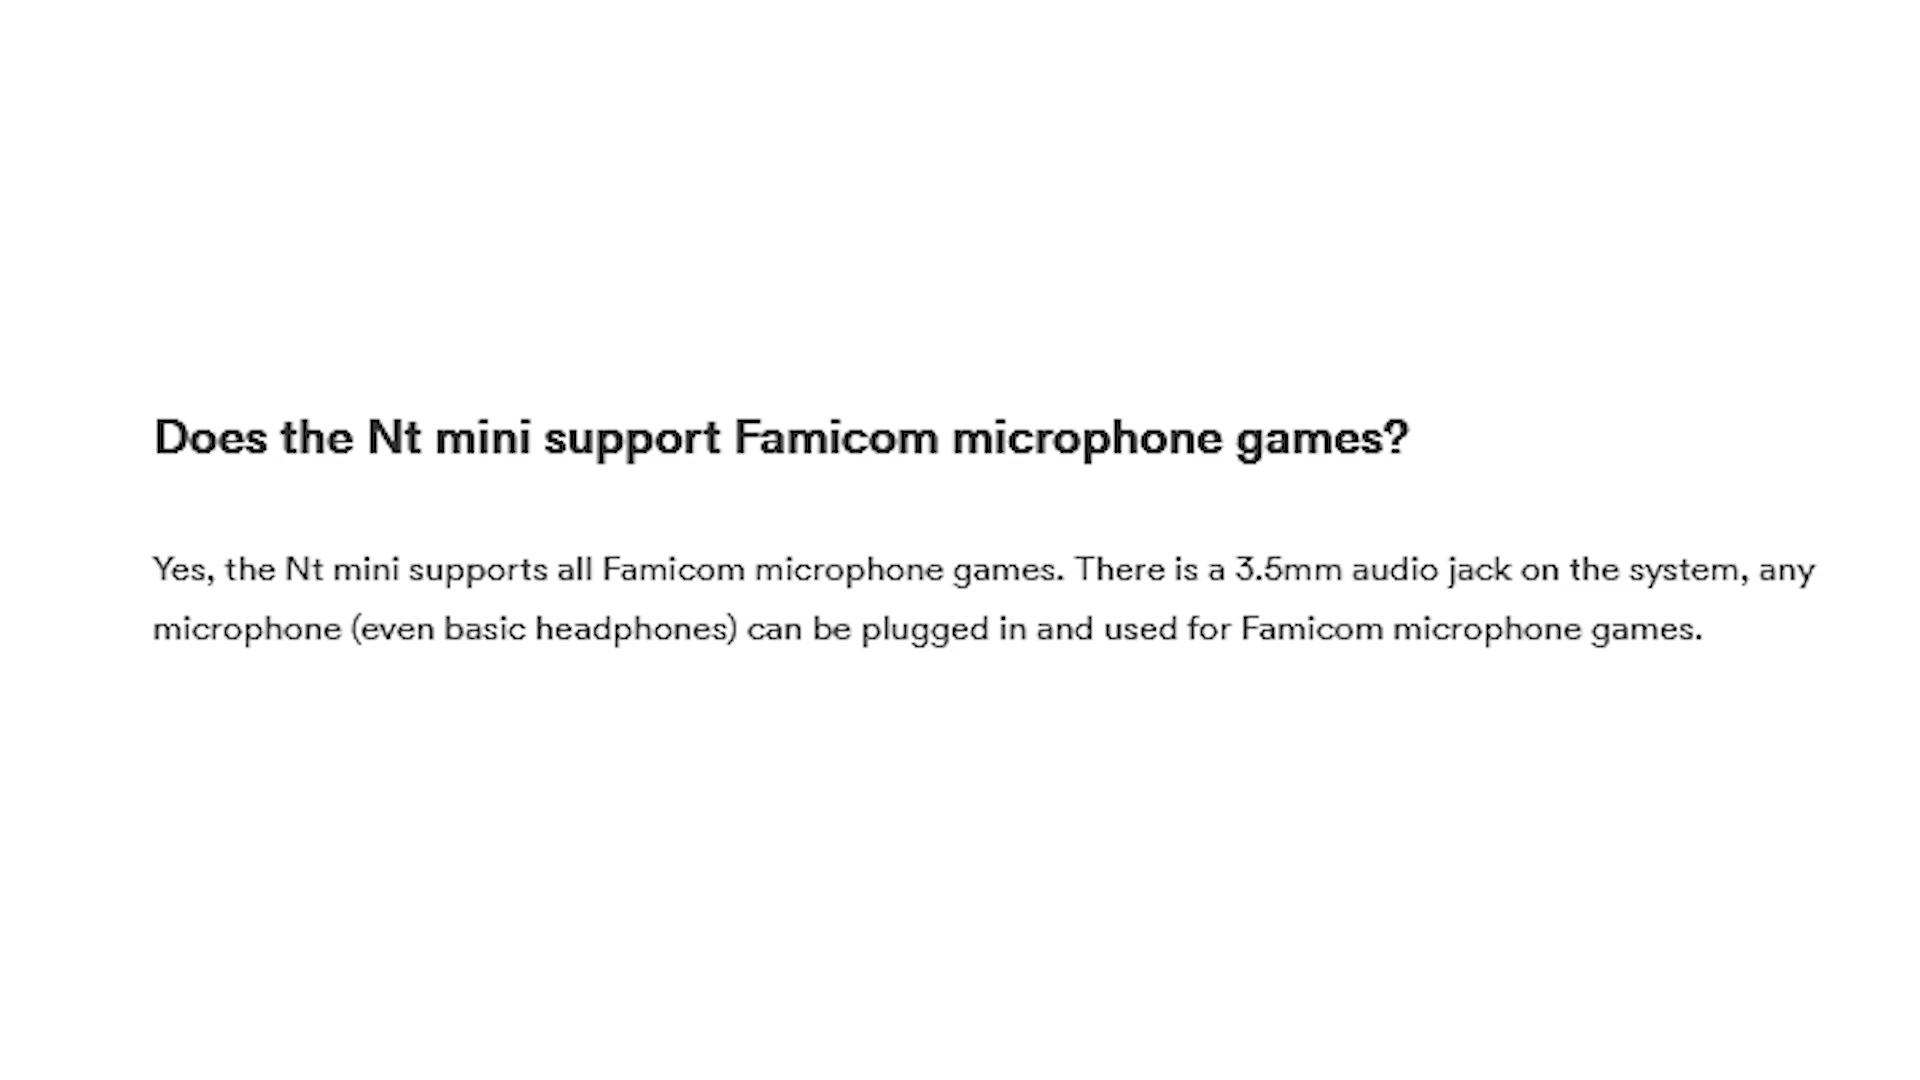 Does the Nt mini support Famicom microphone games?
Yes, the Nt mini supports all Famicom microphone games. There is a 3.5mm audio jack on the system, any
microphone (even basic headphones) can be plugged in and used for Famicom microphone games.